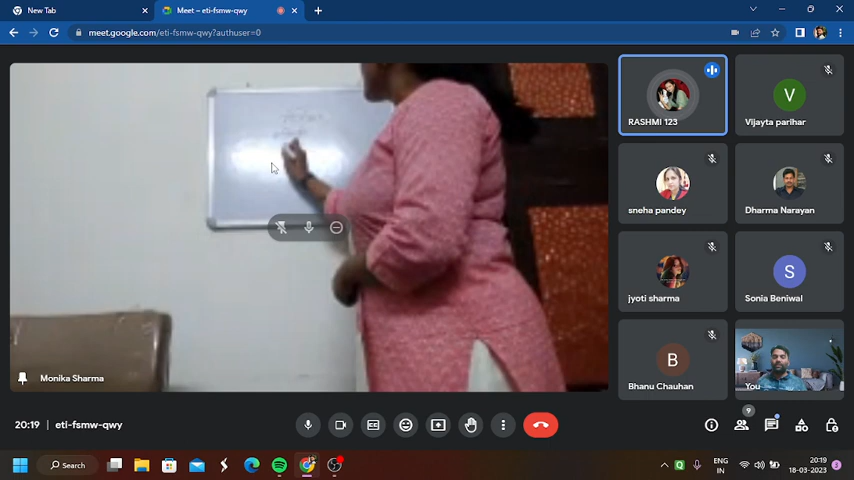 New Tab
Meet – eti-fsmw-qwy
meet.google.com/eti-fsmw-qwy?authuser=0
RASHMI 123
V
Vijayta parihar
sneha pandey
Dharma Narayan
jyoti sharma
S
Sonia Beniwal
B
Bhanu Chauhan
You
Monika Sharma
20:19 | eti-fsmw-qwy
9
Search
ENG
IN
20:19
18-03-2023
3